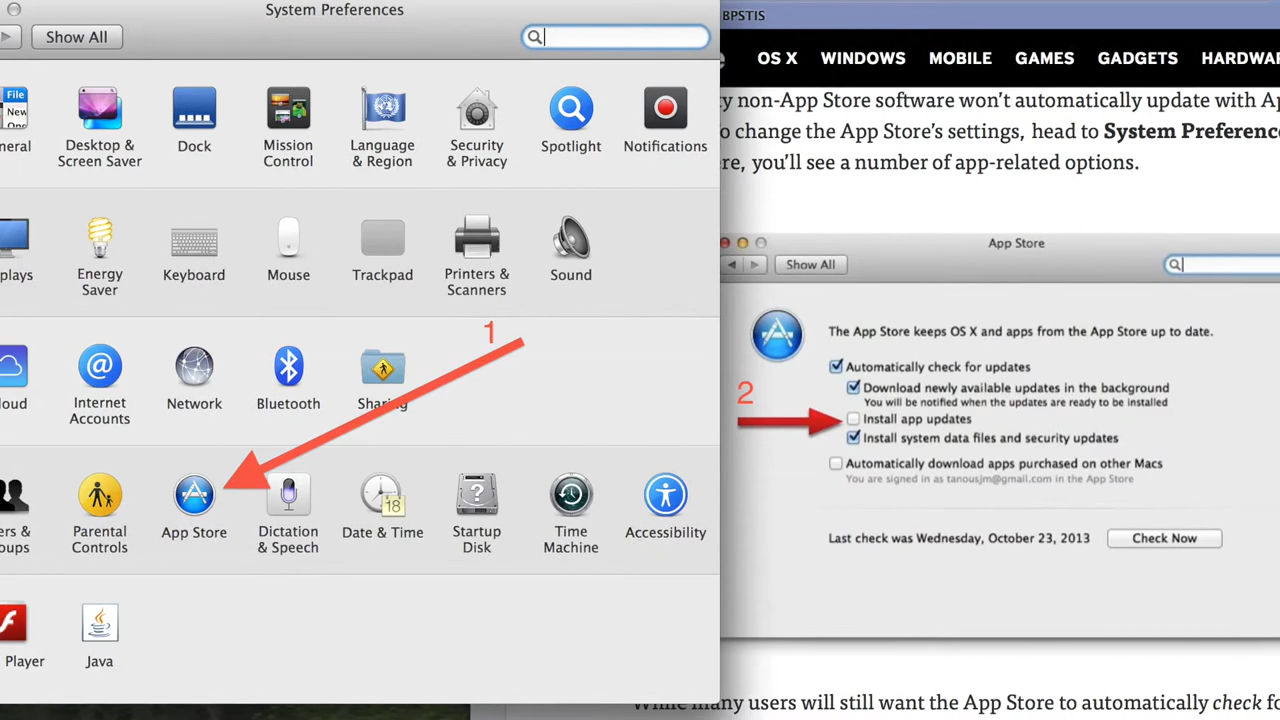 System Preferences
Show All
File
New
Ope
neral
Desktop &
Screen Saver
Dock
Mission
Control
Language
& Region
Security
& Privacy
Spotlight
Notifications
plays
Energy
Saver
Keyboard
Mouse
Trackpad
Printers &
Scanners
Sound
1
loud
@
Internet
Accounts
Network
Bluetooth
Sharing
ers &
oups
Parental
Controls
App Store
Dictation
& Speech
18
Date & Time
?
Startup
Disk
Time
Machine
Accessibility
Player
Java
BPSTIS
OS X WINDOWS MOBILE GAMES GADGETS HARDWA
ty non-App Store software won't automatically update with Ap
o change the App Store's settings, head to System Preference
re, you'll see a number of app-related options.
App Store
Show All
The App Store keeps OS X and apps from the App Store up to date.
Automatically check for updates
Download newly available updates in the background
You will be notified when the updates are ready to be installed
2
Install app updates
Install system data files and security updates
Automatically download apps purchased on other Macs
You are signed in as tanousjm@gmail.com in the App Store
Last check was Wednesday, October 23, 2013
Check Now
While many users will still want the App Store to automatically check fo